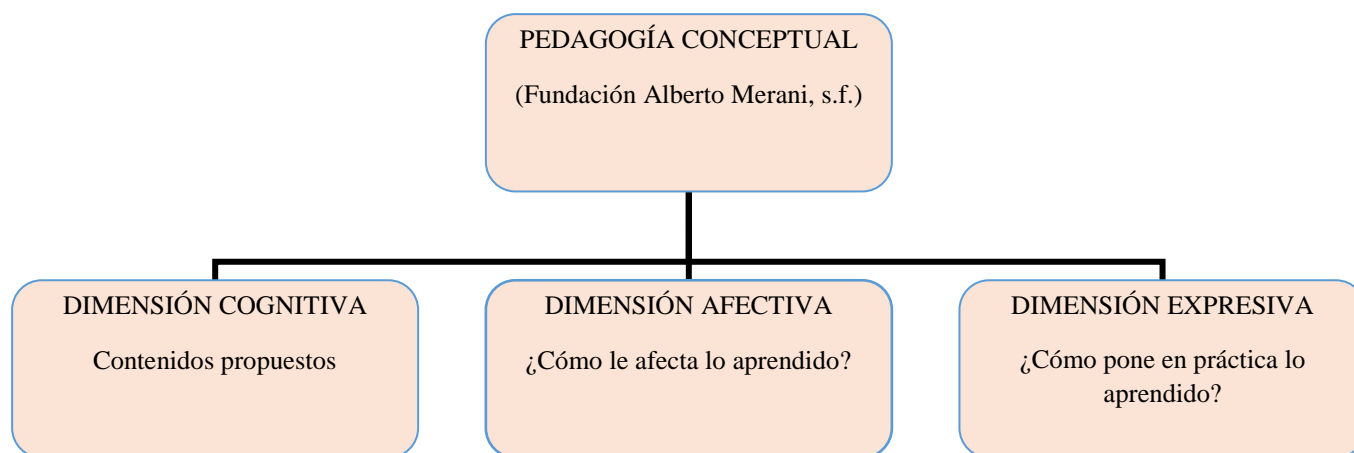 PEDAGOGÍA CONCEPTUAL
(Fundación Alberto Merani, s.f.)
DIMENSIÓN COGNITIVA
Contenidos propuestos
DIMENSIÓN AFECTIVA
¿Cómo le afecta lo aprendido?
DIMENSIÓN EXPRESIVA
¿Cómo pone en práctica lo
aprendido?